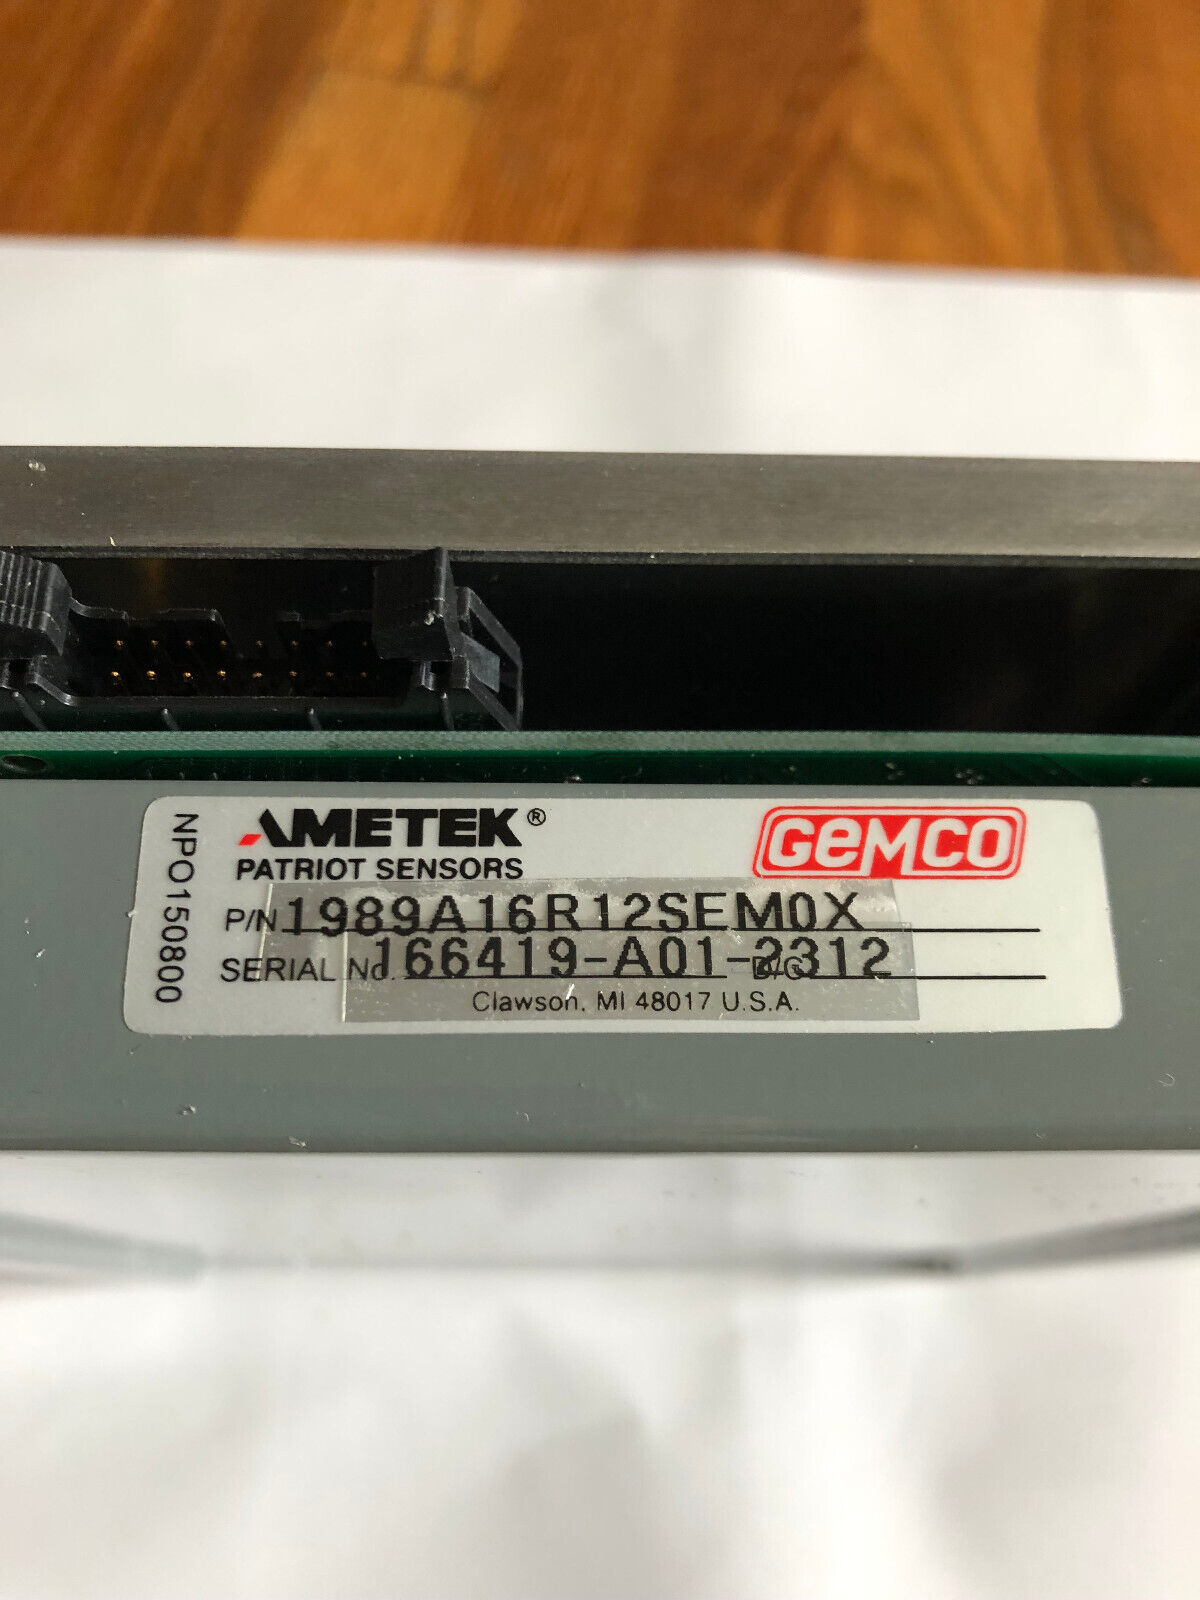 AMETEK®
PATRIOT SENSORS
GEMCO
P/N 1989A16R12SEM0X
SERIAL No. 166419-A01-2312
D/C
Clawson, MI 48017 U.S.A.
NPO150800